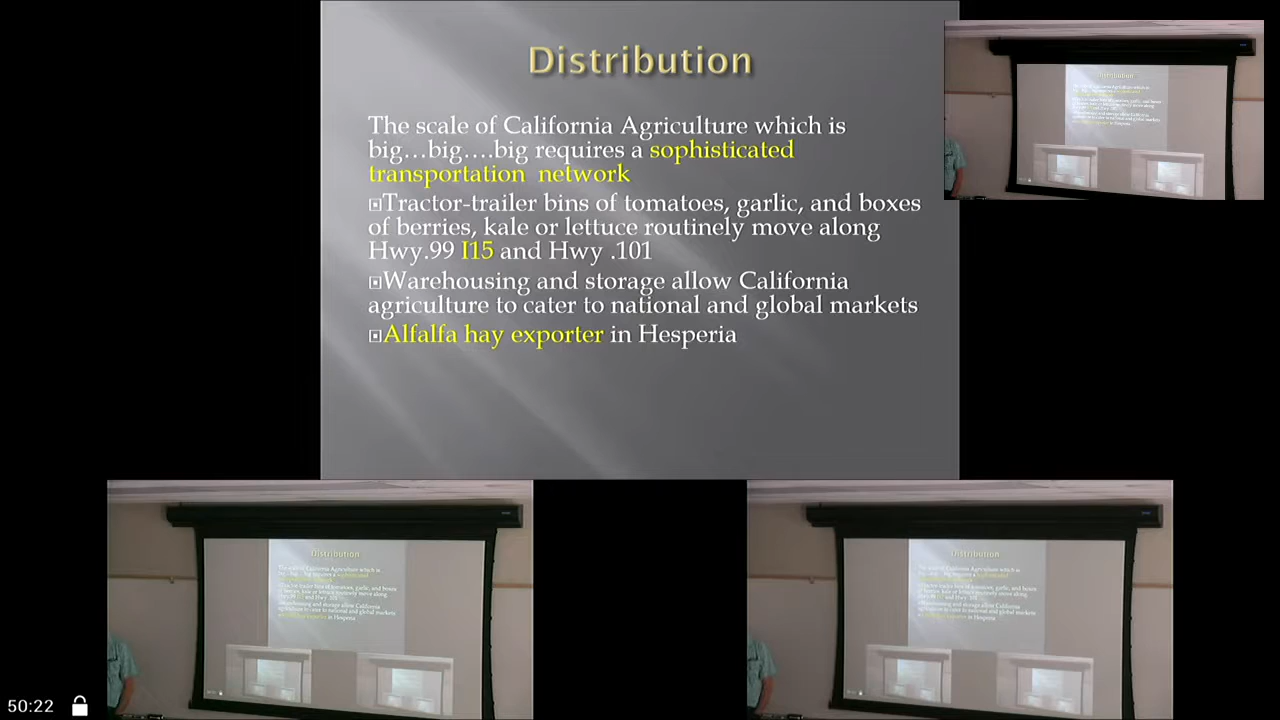 Distribution
The scale of California Agriculture which is
big…big….big requires a sophisticated
transportation network
Tractor-trailer bins of tomatoes, garlic, and boxes
of berries, kale or lettuce routinely move along
Hwy.99 I15 and Hwy .101
Warehousing and storage allow California
agriculture to cater to national and global markets
Alfalfa hay exporter in Hesperia
Distribution
Distribution
Distribution
50:22